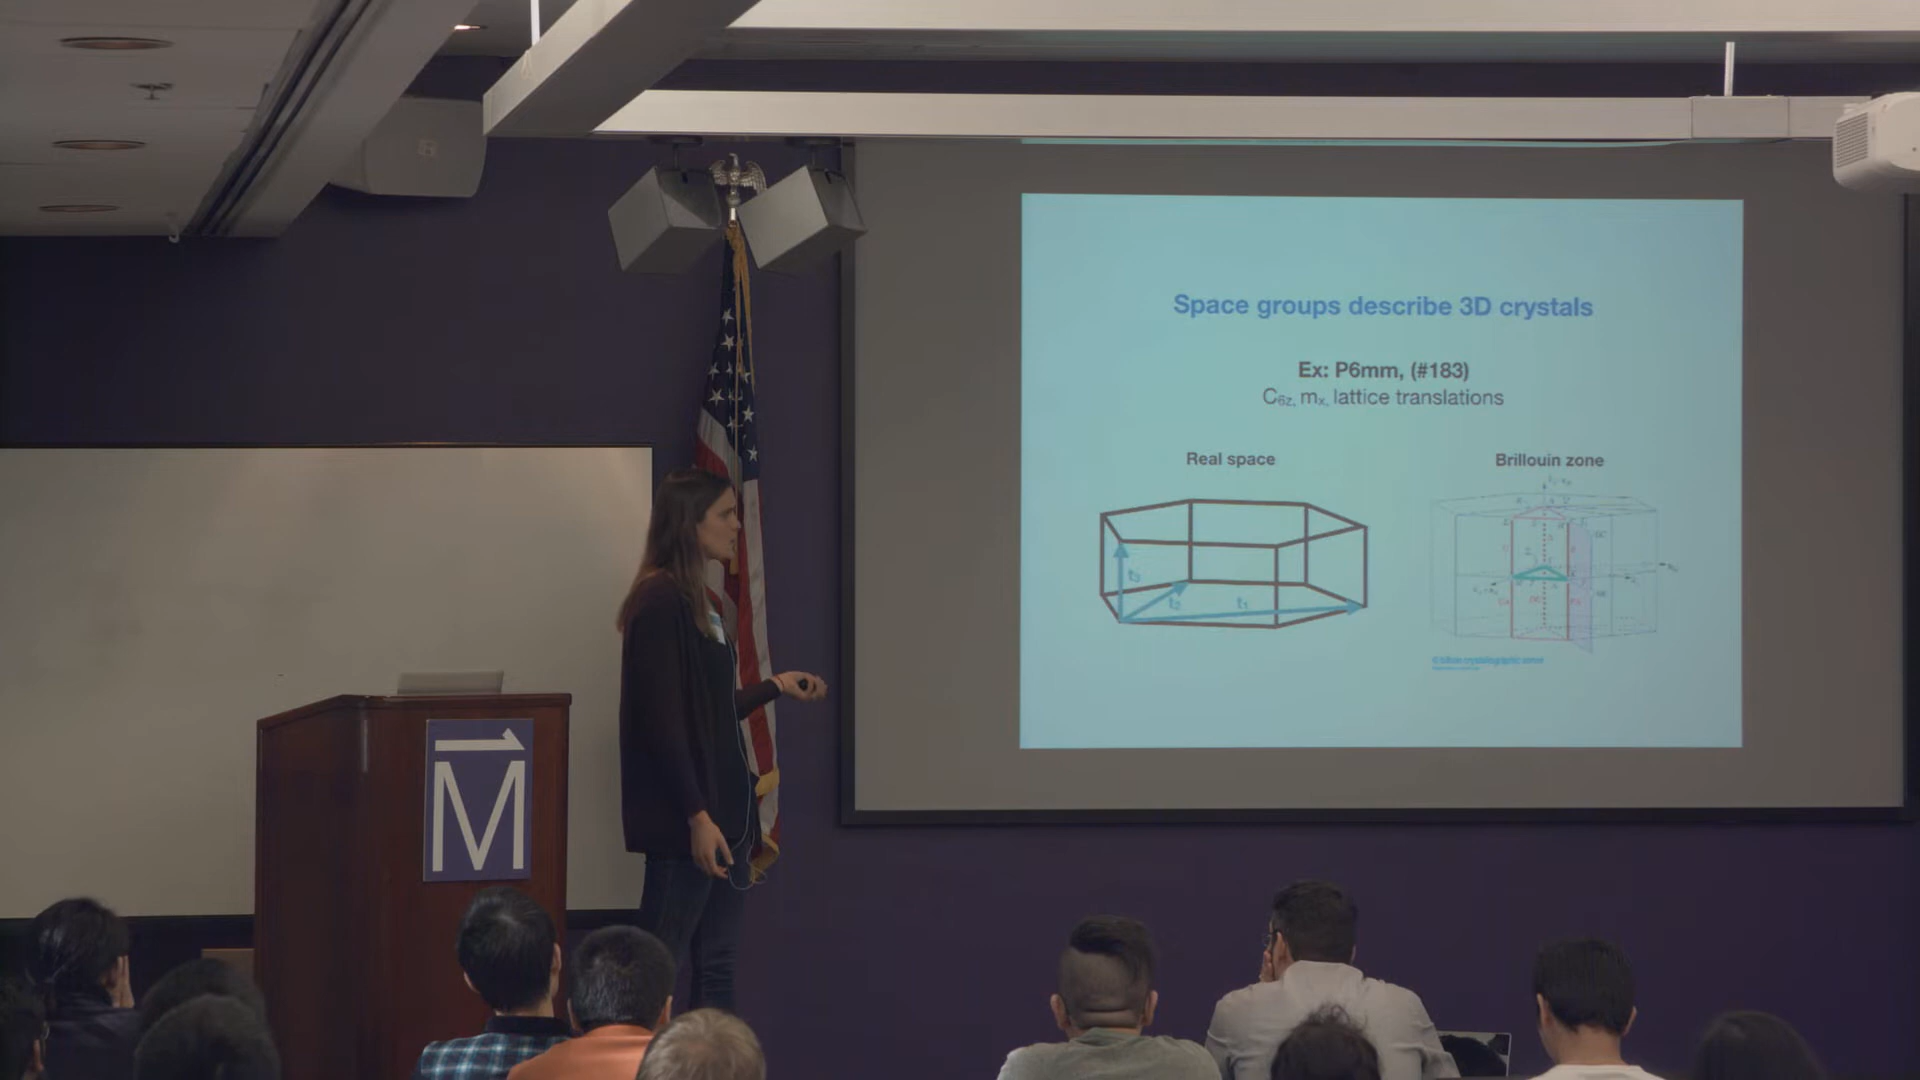 Space groups describe 3D crystals
Ex: P6mm, (#183)
C6z, mx, lattice translations
Real space
Brillouin zone
t3
t2
t1
M